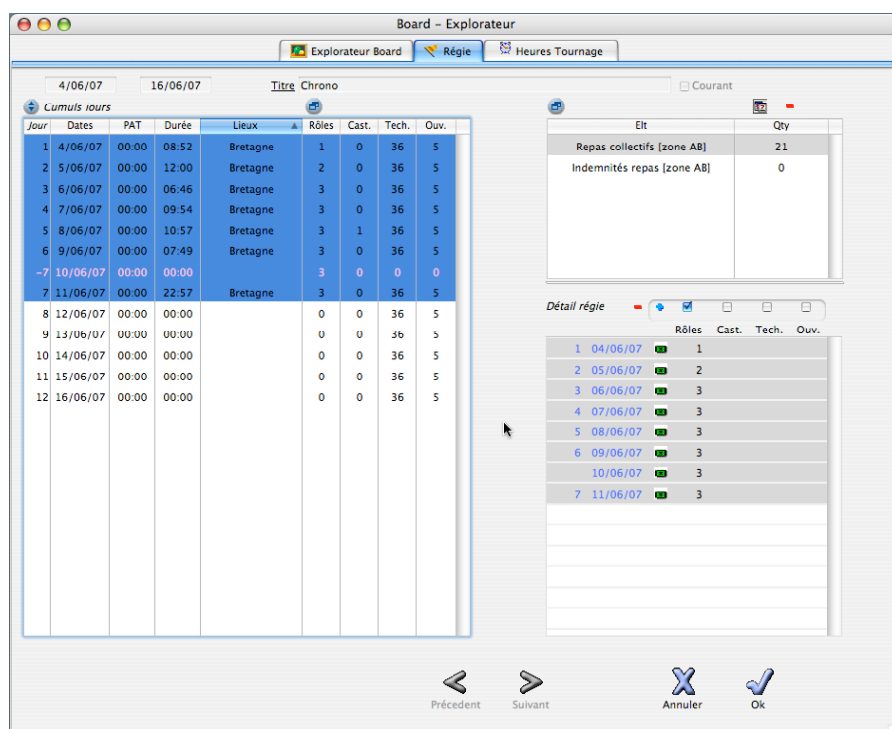 Board – Explorateur
Explorateur Board Régie Heures Tournage
4/06/07 16/06/07 Titre Chrono Courant
Cumuls jours
Jour Dates PAT Durée Lieux Rôles Cast. Tech. Ouv.
1 4/06/07 00:00 08:52 Bretagne 1 0 36 5
2 5/06/07 00:00 12:00 Bretagne 2 0 36 5
3 6/06/07 00:00 06:46 Bretagne 3 0 36 5
4 7/06/07 00:00 09:54 Bretagne 3 0 36 5
5 8/06/07 00:00 10:57 Bretagne 3 1 36 5
6 9/06/07 00:00 07:49 Bretagne 3 0 36 5
-7 10/06/07 00:00 00:00 3 0 0 0
7 11/06/07 00:00 22:57 Bretagne 3 0 36 5
8 12/06/07 00:00 00:00 0 0 36 5
9 13/06/07 00:00 00:00 0 0 36 5
10 14/06/07 00:00 00:00 0 0 36 5
11 15/06/07 00:00 00:00 0 0 36 5
12 16/06/07 00:00 00:00 0 0 36 5
Elt Qty
Repas collectifs [zone AB] 21
Indemnités repas [zone AB] 0
Détail régie
Rôles Cast. Tech. Ouv.
1 04/06/07 1
2 05/06/07 2
3 06/06/07 3
4 07/06/07 3
5 08/06/07 3
6 09/06/07 3
10/06/07 3
7 11/06/07 3
Précedent Suivant Annuler Ok